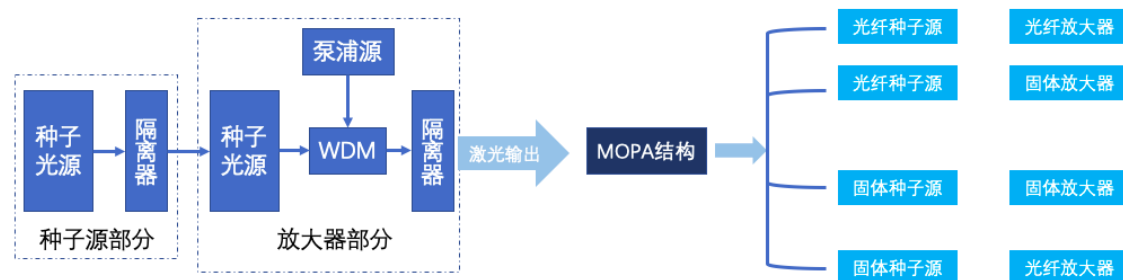 种子
光源
隔离器
种子源部分
泵浦源
种子
光源
WDM
隔离器
放大器部分
激光输出
MOPA结构
光纤种子源
光纤放大器
光纤种子源
固体放大器
固体种子源
固体放大器
固体种子源
光纤放大器